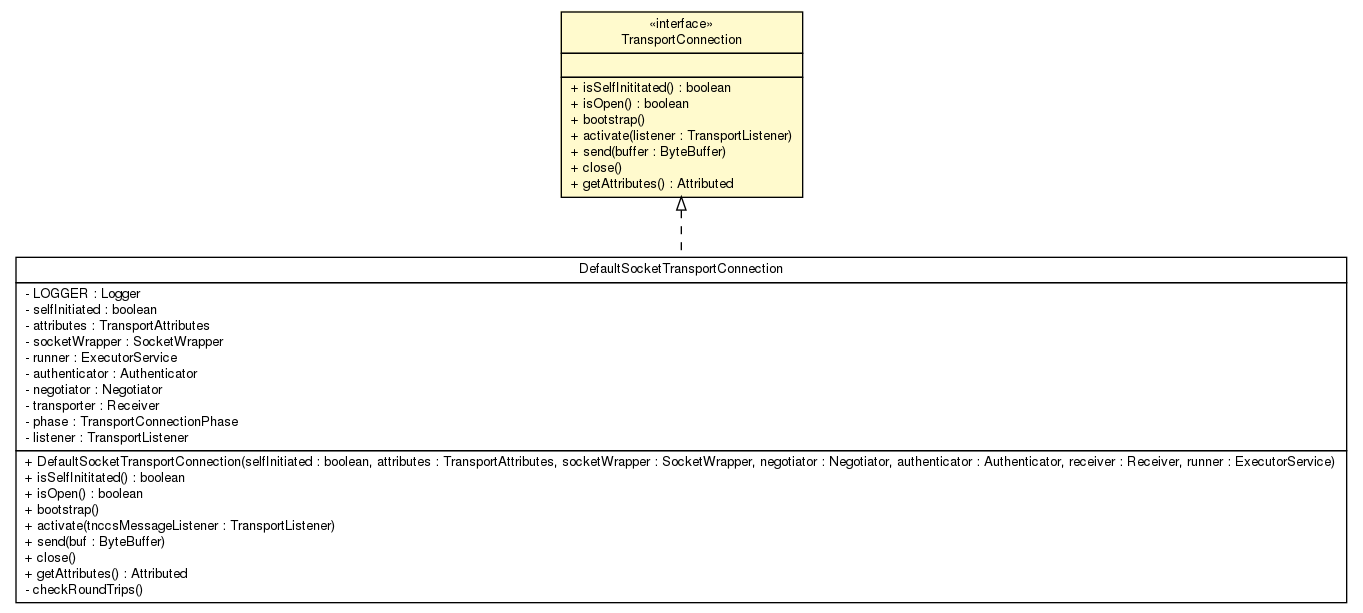 «interface»
TransportConnection
+ isSelfInititated() : boolean
+ isOpen() : boolean
+ bootstrap()
+ activate(listener : TransportListener)
+ send(buffer : ByteBuffer)
+ close()
+ getAttributes() : Attributed
DefaultSocketTransportConnection
- LOGGER : Logger
- selfInitiated : boolean
- attributes : TransportAttributes
- socketWrapper : SocketWrapper
- runner : ExecutorService
- authenticator : Authenticator
- negotiator : Negotiator
- transporter : Receiver
- phase : TransportConnectionPhase
- listener : TransportListener
+ DefaultSocketTransportConnection(selfInitiated : boolean, attributes : TransportAttributes, socketWrapper : SocketWrapper, negotiator : Negotiator, authenticator : Authenticator, receiver : Receiver, runner : ExecutorService)
+ isSelfInititated() : boolean
+ isOpen() : boolean
+ bootstrap()
+ activate(tnccsMessageListener : TransportListener)
+ send(buf : ByteBuffer)
+ close()
+ getAttributes() : Attributed
- checkRoundTrips()